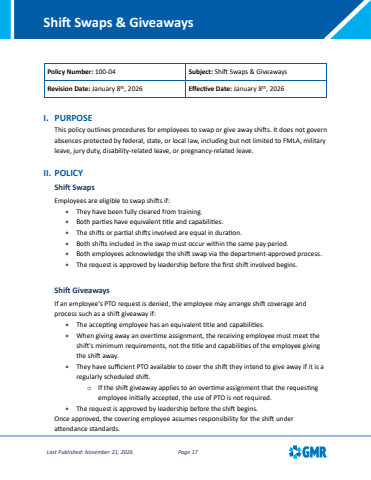 Shift Swaps & Giveaways
Policy Number: 100-04
Subject: Shift Swaps & Giveaways
Revision Date: January 8th, 2026
Effective Date: January 8th, 2026
I. PURPOSE
This policy outlines procedures for employees to swap or give away shifts. It does not govern
absences protected by federal, state, or local law, including but not limited to FMLA, military
leave, jury duty, disability-related leave, or pregnancy-related leave.
II. POLICY
Shift Swaps
Employees are eligible to swap shifts if:
• They have been fully cleared from training.
• Both parties have equivalent title and capabilities.
• The shifts or partial shifts involved are equal in duration.
• Both shifts included in the swap must occur within the same pay period.
• Both employees acknowledge the shift swap via the department-approved process.
• The request is approved by leadership before the first shift involved begins.
Shift Giveaways
If an employee's PTO request is denied, the employee may arrange shift coverage and
process such as a shift giveaway if:
• The accepting employee has an equivalent title and capabilities.
• When giving away an overtime assignment, the receiving employee must meet the
shift's minimum requirements, not the title and capabilities of the employee giving
the shift away.
• They have sufficient PTO available to cover the shift they intend to give away if it is a
regularly scheduled shift.
o If the shift giveaway applies to an overtime assignment that the requesting
employee initially accepted, the use of PTO is not required.
• The request is approved by leadership before the shift begins.
Once approved, the covering employee assumes responsibility for the shift under
attendance standards.
Last Published: November 21, 2026
Page 17
GMR